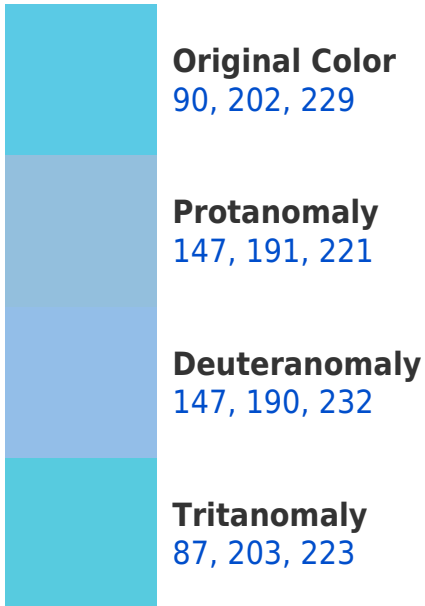 Original Color
90, 202, 229
Protanomaly
147, 191, 221
Deuteranomaly
147, 190, 232
Tritanomaly
87, 203, 223